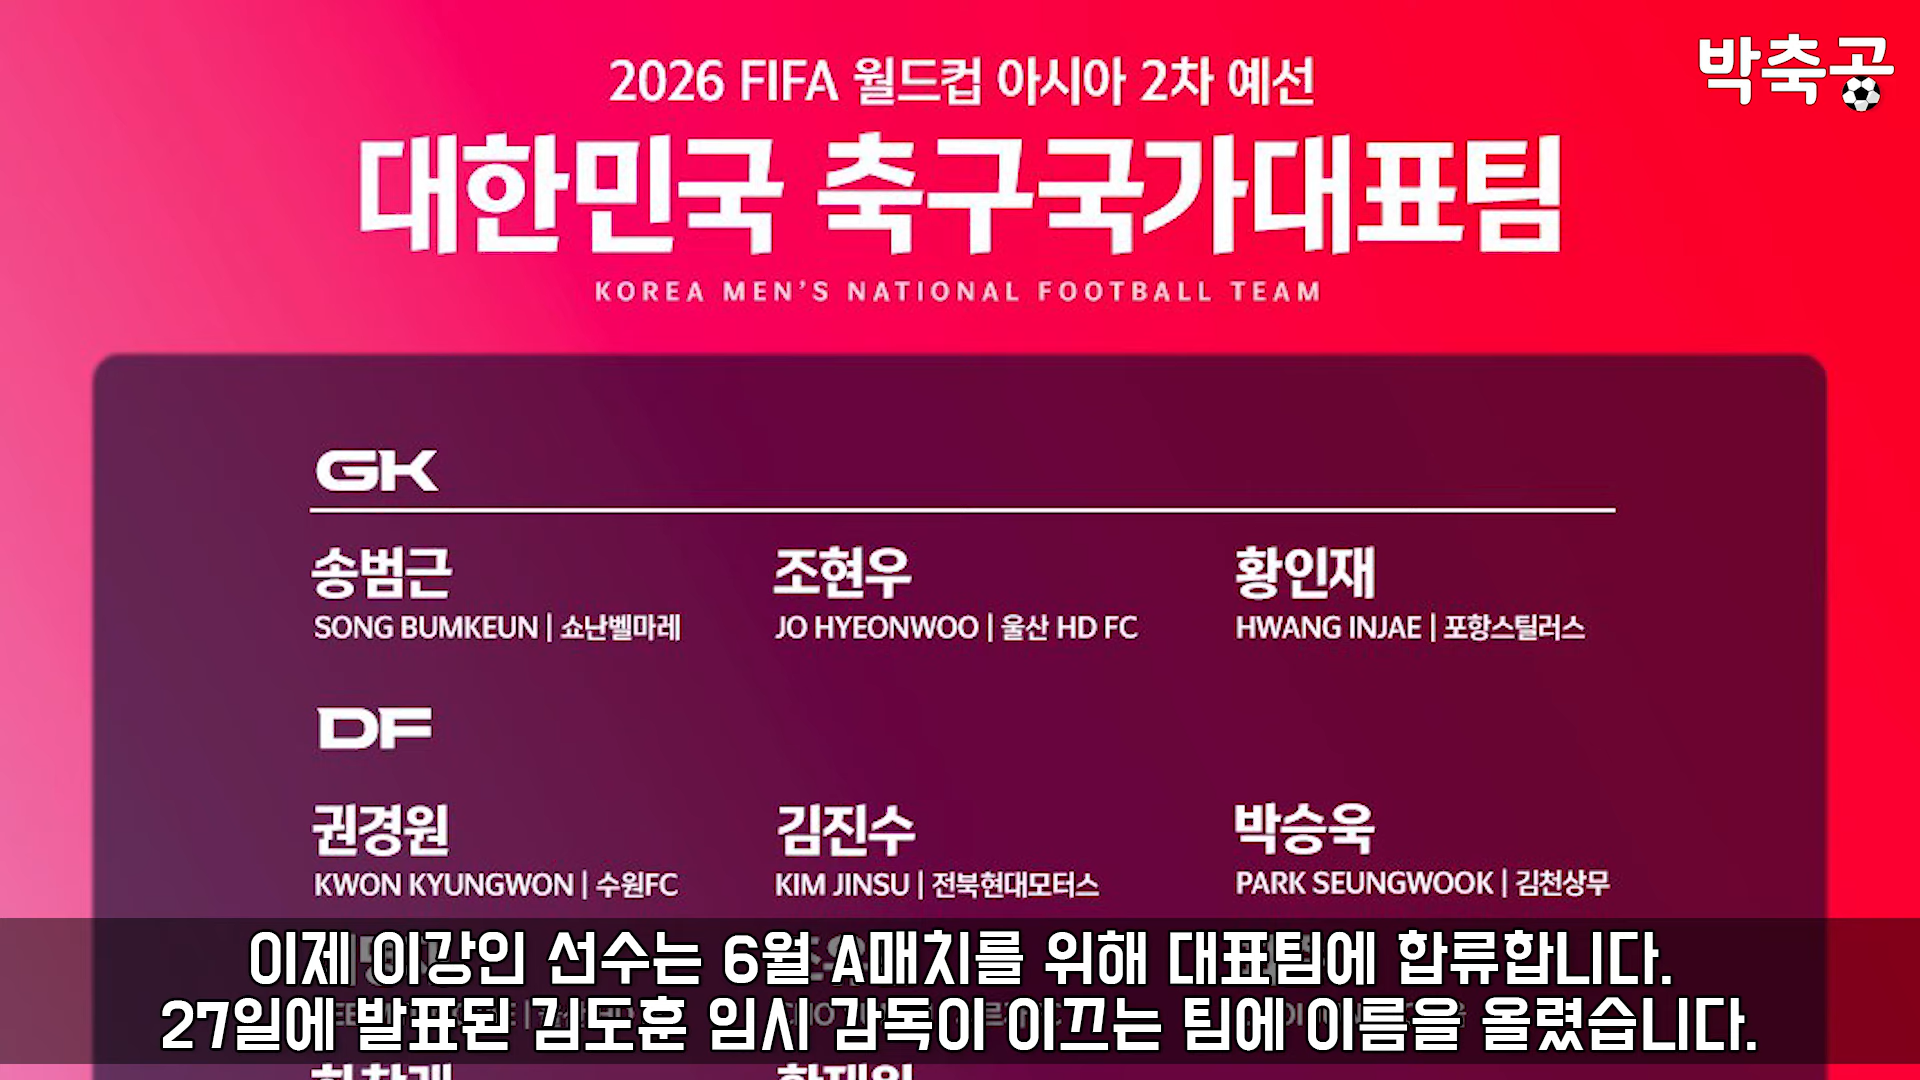 박축공
2026 FIFA 월드컵 아시아 2차 예선
대한민국 축구국가대표팀
KOREA MEN'S NATIONAL FOOTBALL TEAM
GK
송범근 조현우 황인재
SONG BUMKEUN | 쇼난벨마레 JO HYEONWOO | 울산 HD FC HWANG INJAE | 포항스틸러스
DF
권경원 김진수 박승욱
KWON KYUNGWON | 수원FC KIM JINSU | 전북현대모터스 PARK SEUNGWOOK | 김천상무
이제 이강인 선수는 6월 A매치를 위해 대표팀에 합류합니다.
27일에 발표된 김도훈 임시 감독이 이끄는 팀에 이름을 올렸습니다.